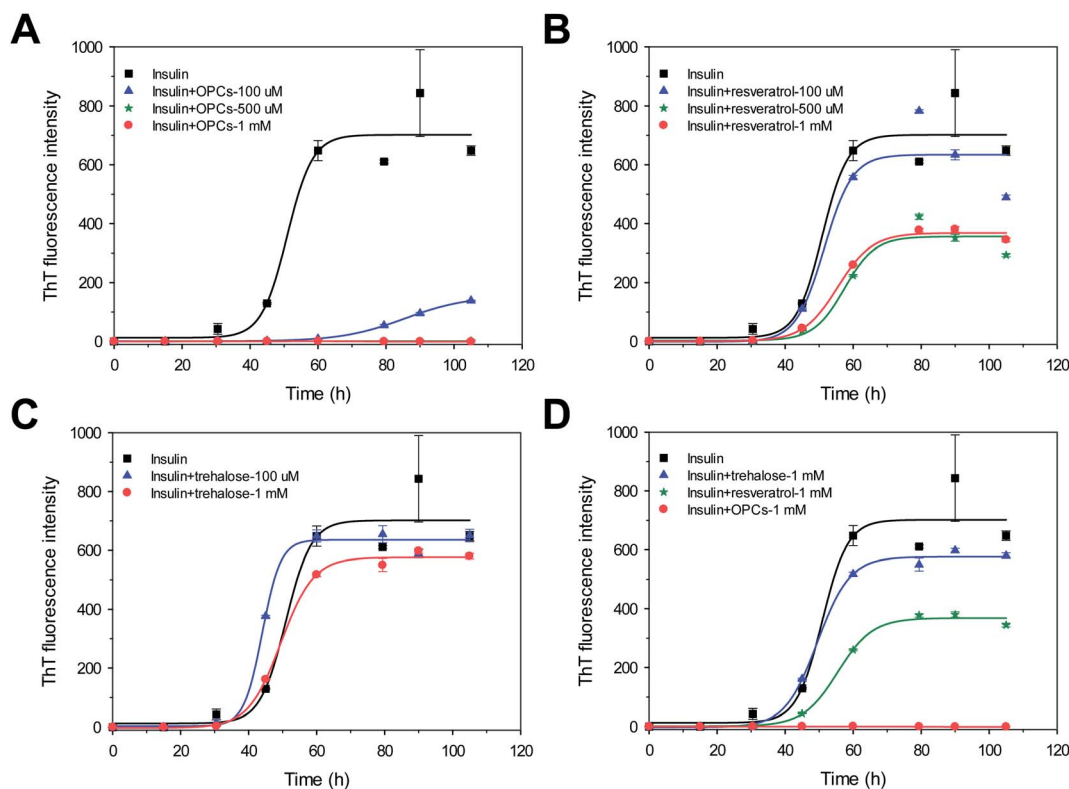 A
1000
800
600
400
200
0
ThT fluorescence intensity
Insulin
Insulin+OPCs-100 uM
Insulin+OPCs-500 uM
Insulin+OPCs-1 mM
0 20 40 60 80 100 120
Time (h)
B
1000
800
600
400
200
0
ThT fluorescence intensity
Insulin
Insulin+resveratrol-100 uM
Insulin+resveratrol-500 uM
Insulin+resveratrol-1 mM
0 20 40 60 80 100 120
Time (h)
C
1000
800
600
400
200
0
ThT fluorescence intensity
Insulin
Insulin+trehalose-100 uM
Insulin+trehalose-1 mM
0 20 40 60 80 100 120
Time (h)
D
1000
800
600
400
200
0
ThT fluorescence intensity
Insulin
Insulin+trehalose-1 mM
Insulin+resveratrol-1 mM
Insulin+OPCs-1 mM
0 20 40 60 80 100 120
Time (h)